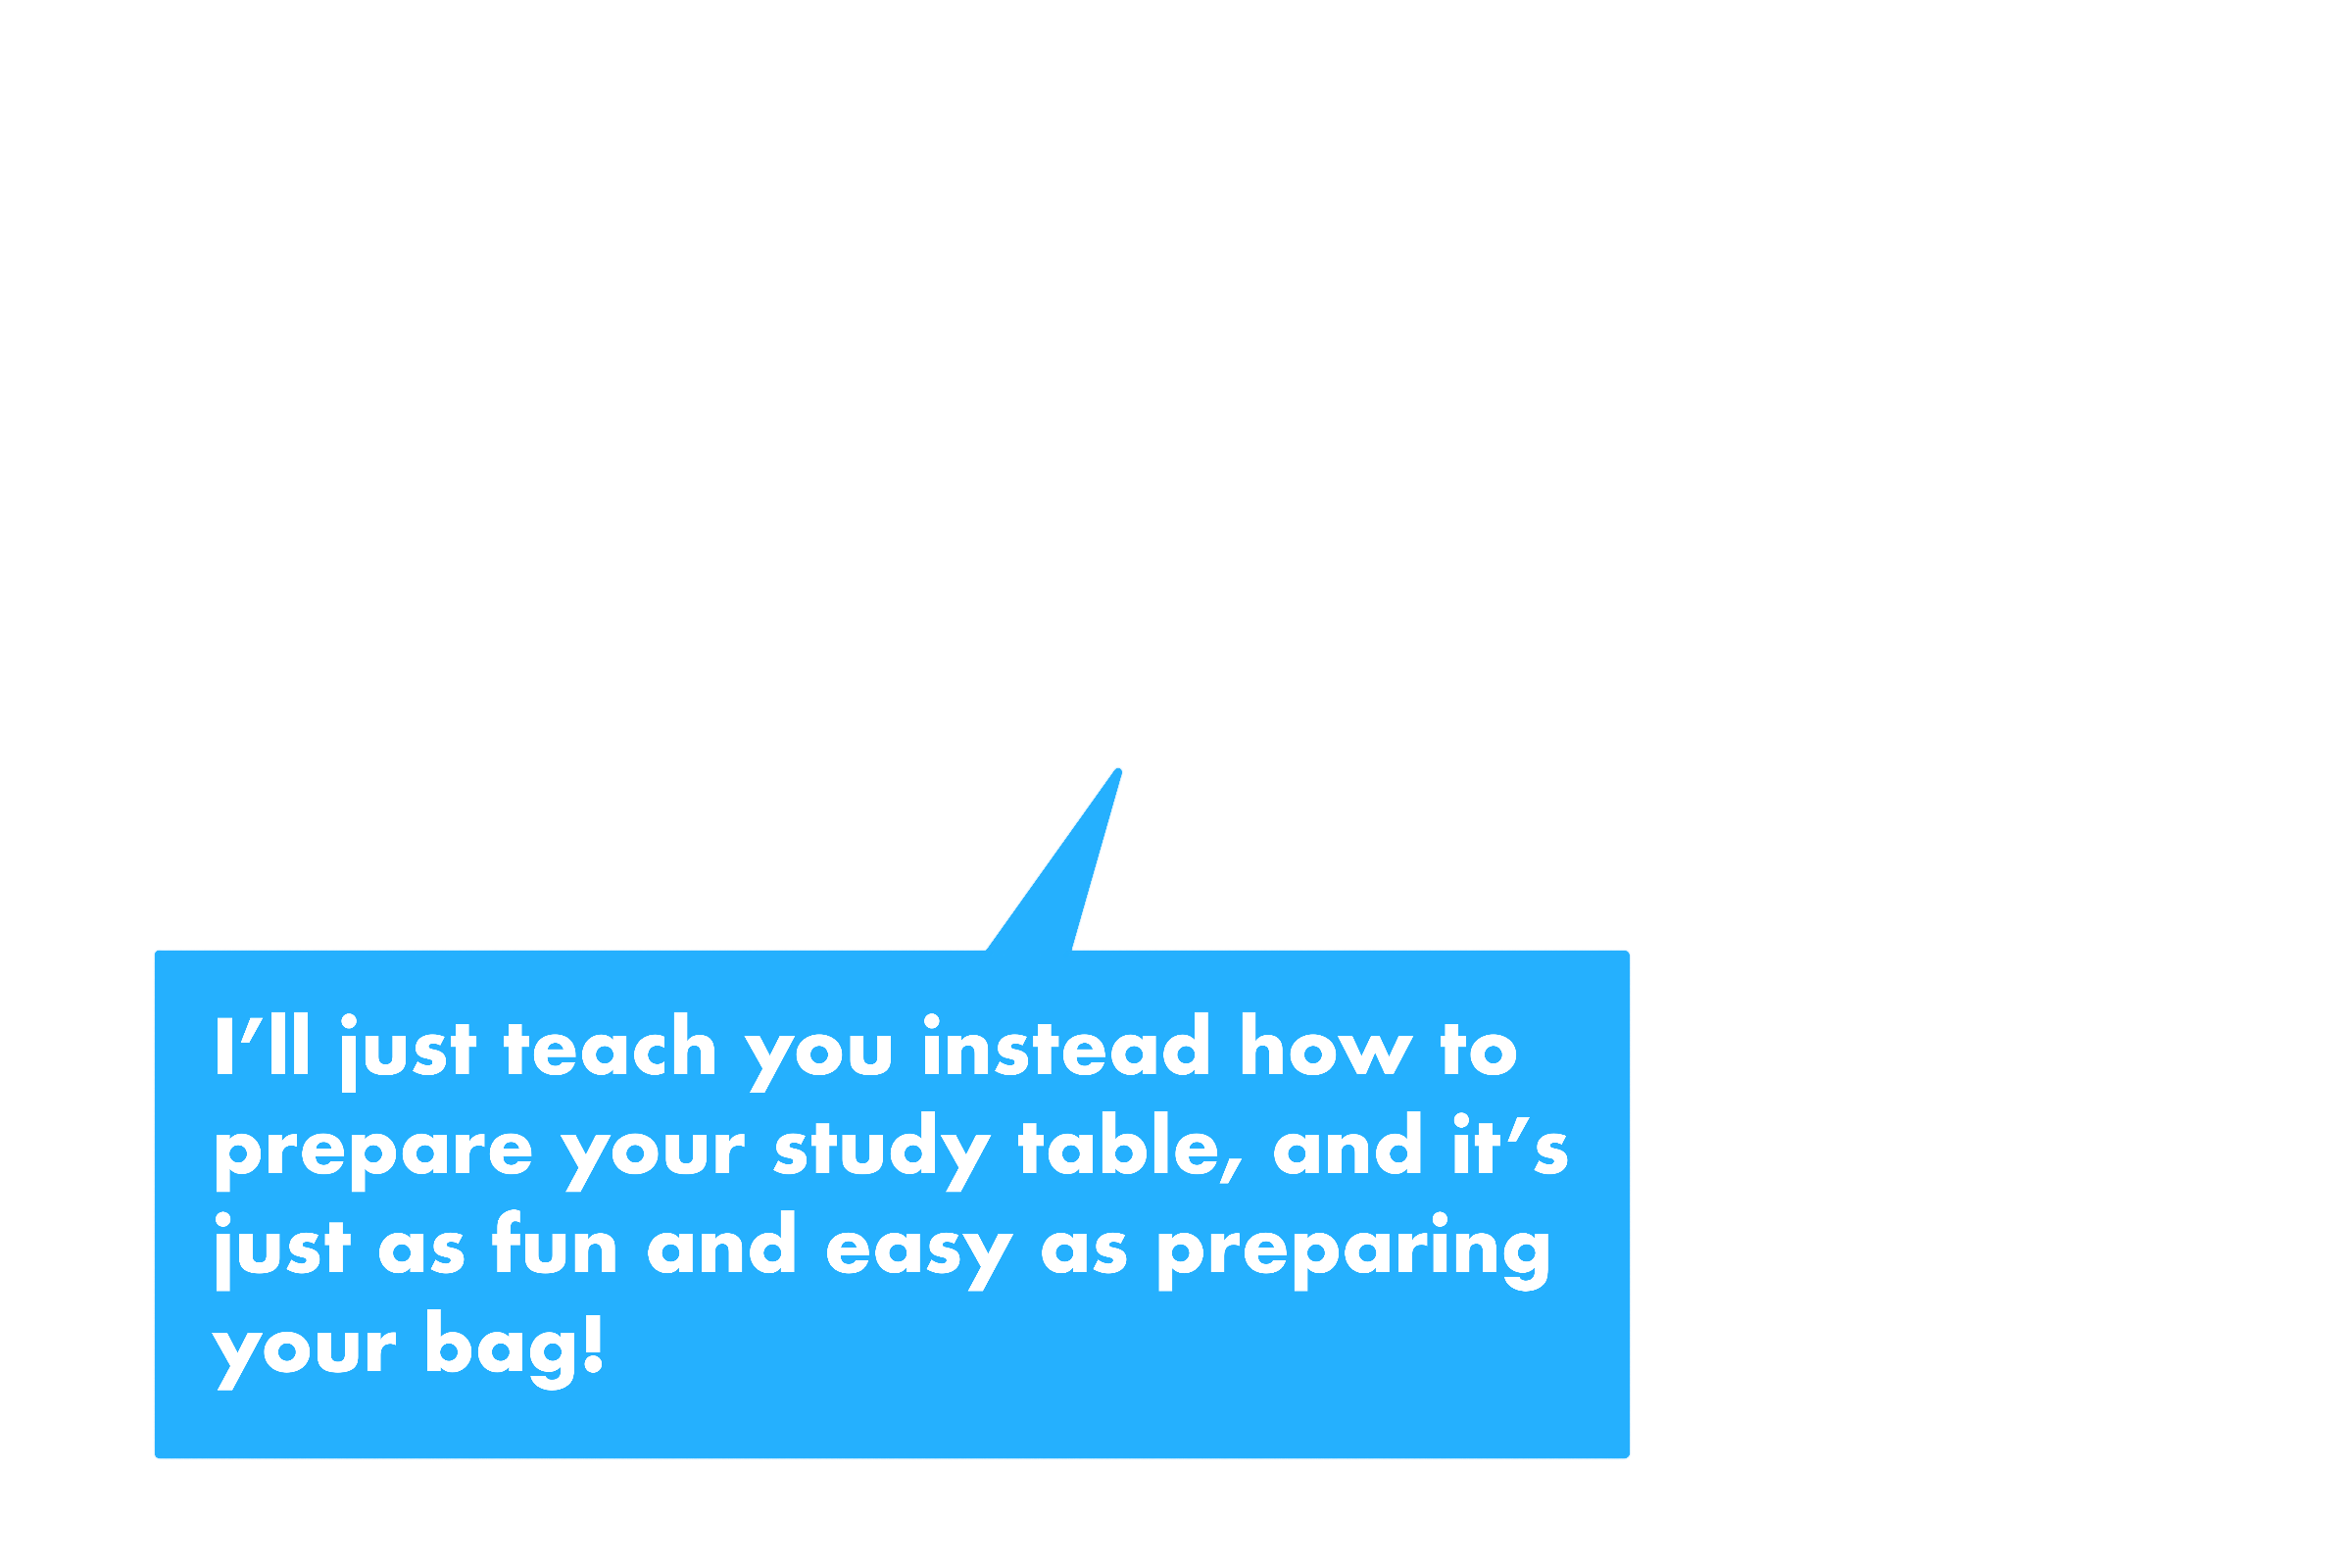 I‘ll just teach you instead how to
prepare your study table, and it’s
just as fun and easy as preparing
your bag!